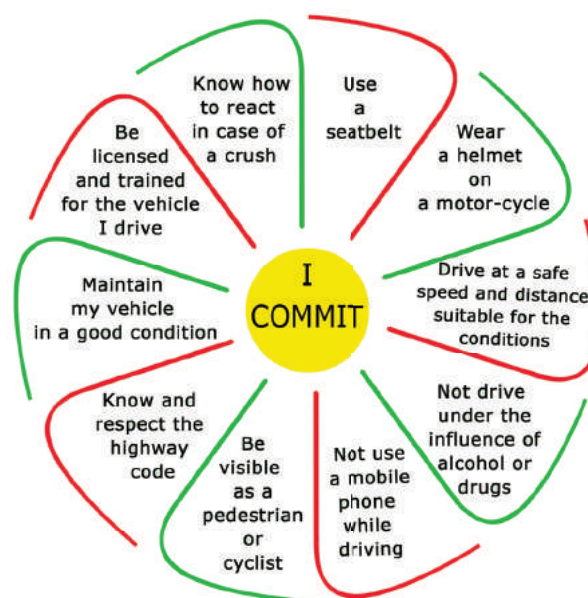 I
COMMIT
Use
a
seatbelt
Wear
a helmet
on
a motor-cycle
Drive at a safe
speed and distance
suitable for the
conditions
Not drive
under the
influence of
alcohol or
drugs
Not use
a mobile
phone
while
driving
Be
visible
as a
pedestrian
or
cyclist
Know and
respect the
highway
code
Maintain
my vehicle
in a good condition
Be
licensed
and trained
for the vehicle
I drive
Know how
to react
in case of
a crush